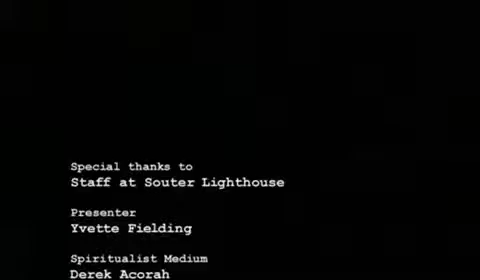 Special thanks to
Staff at Souter Lighthouse
Presenter
Yvette Fielding
Spiritualist Medium
Derek Acorah